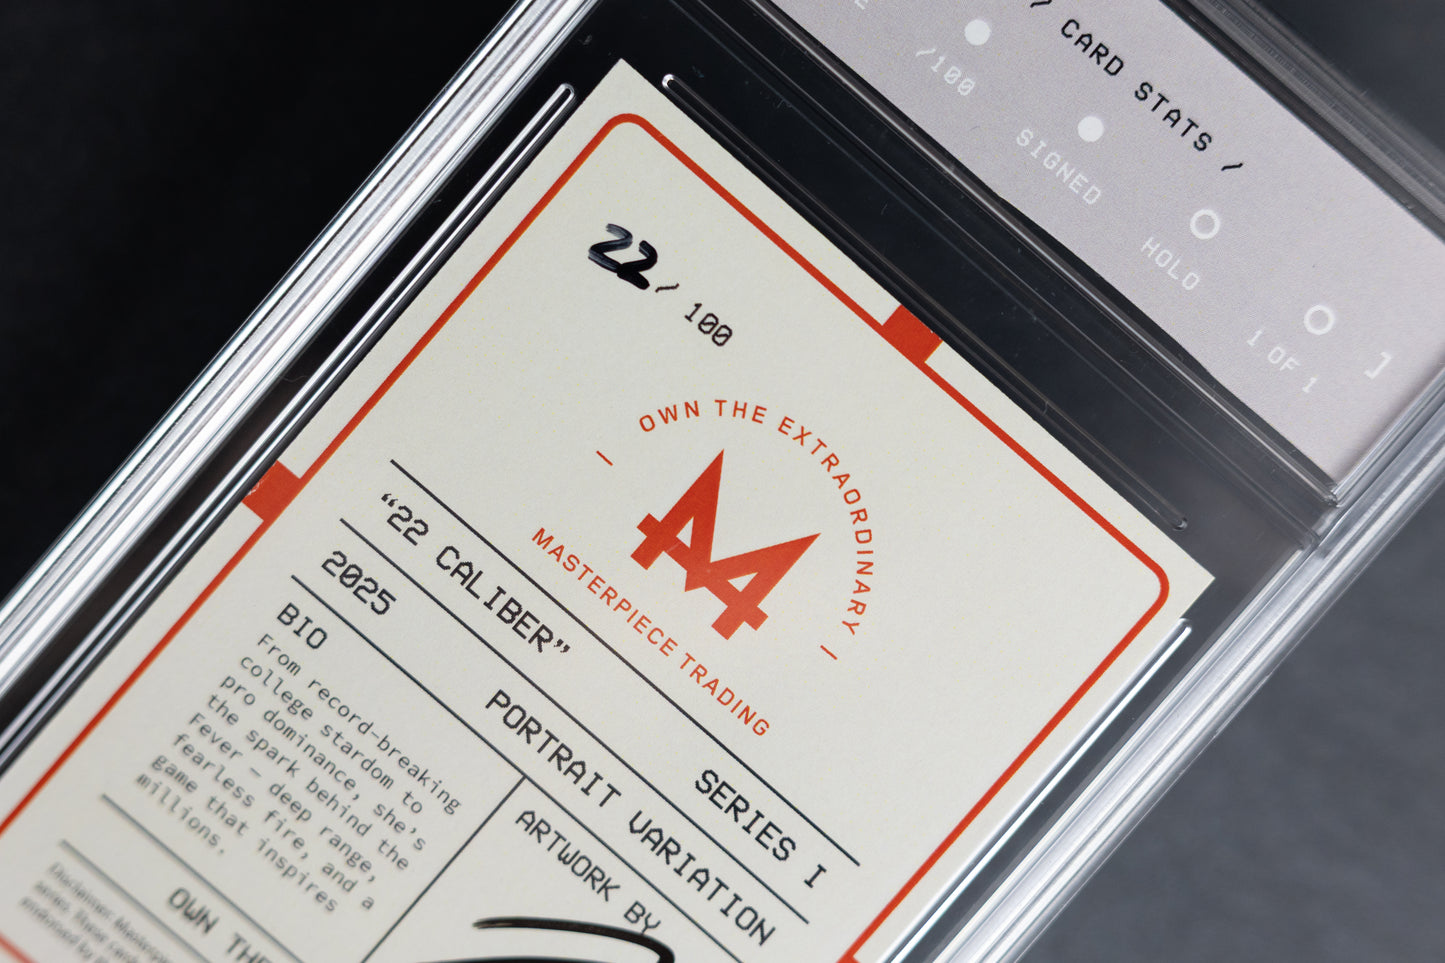 / CARD STATS /
/100
SIGNED
HOLO
1 OF 1
]
22 / 100
OWN THE EXTRAORDINARY
MASTERPIECE TRADING
“22 CALIBER”
SERIES I
2025
PORTRAIT VARIATION
BIO
From record-breaking
college stardom to
pro dominance, she’s
the spark behind the
Fever – deep range,
fearless fire, and a
game that inspires
millions.
ARTWORK BY
OWN THE